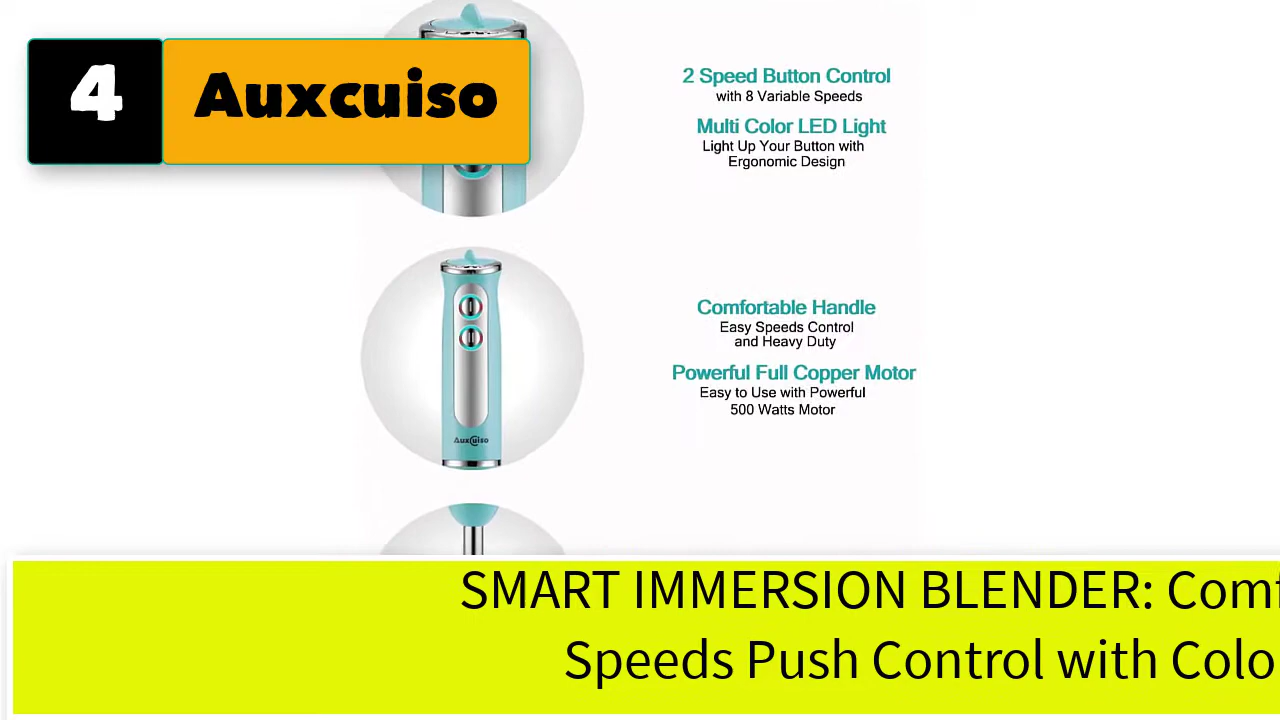 4 Auxcuiso
2 Speed Button Control
with 8 Variable Speeds
Multi Color LED Light
Light Up Your Button with
Ergonomic Design
Comfortable Handle
Easy Speeds Control
and Heavy Duty
Powerful Full Copper Motor
Easy to Use with Powerful
500 Watts Motor
AuxCuiso
SMART IMMERSION BLENDER: Comf
Speeds Push Control with Colo